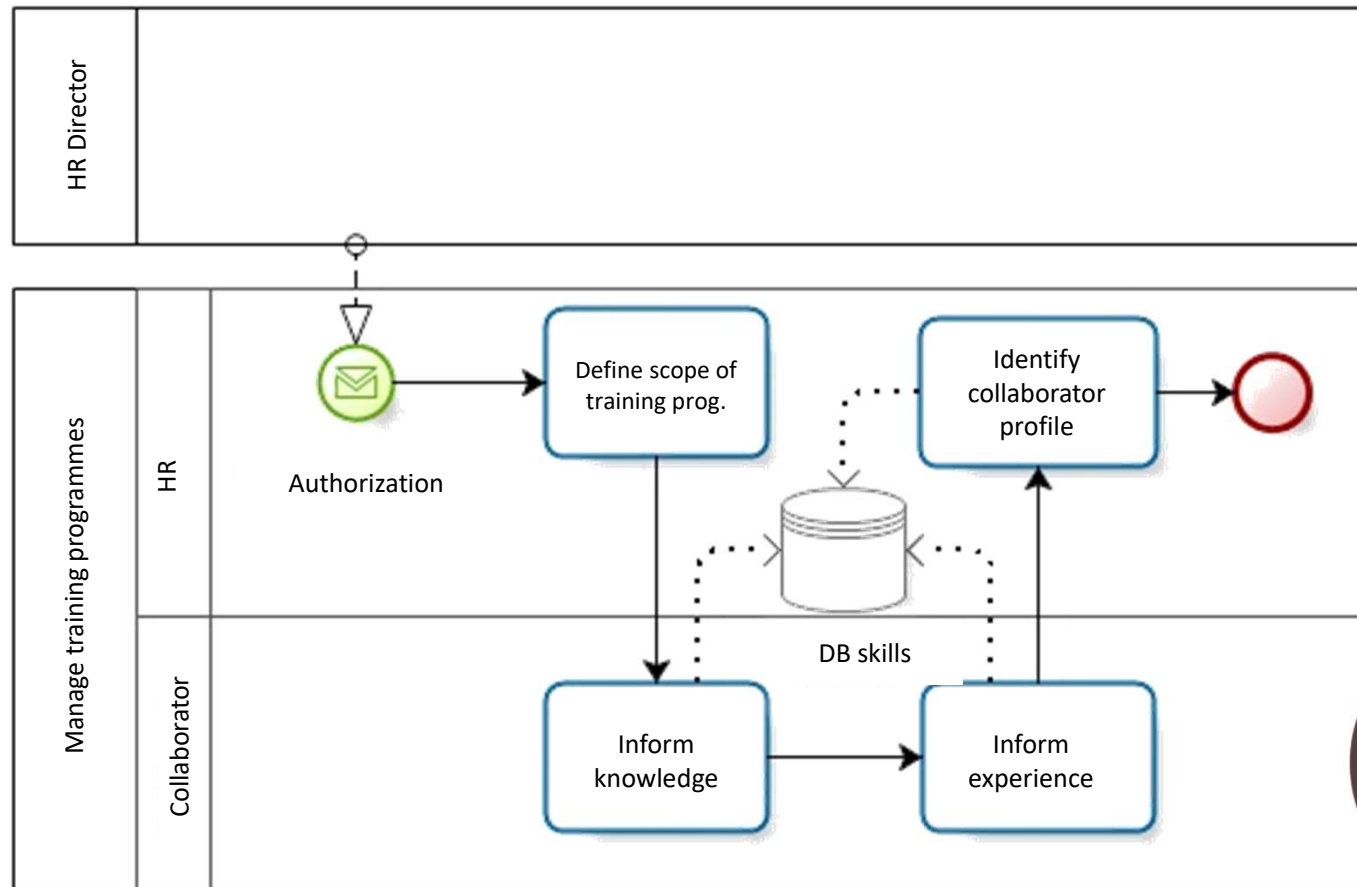 HR Director
Manage training programmes
HR
Authorization
Define scope of
training prog.
Identify
collaborator
profile
DB skills
Collaborator
Inform
knowledge
Inform
experience